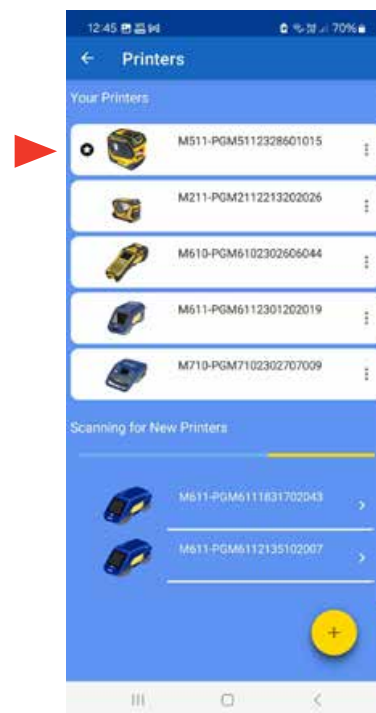 12:45 70%
Printers
Your Printers
M511-PGM5112328601015
M211-PGM2112213202026
M610-PGM6102302606044
M611-PGM6112301202019
M710-PGM7102302707009
Scanning for New Printers
M611-PGM6111831702043
M611-PGM6112135102007
+